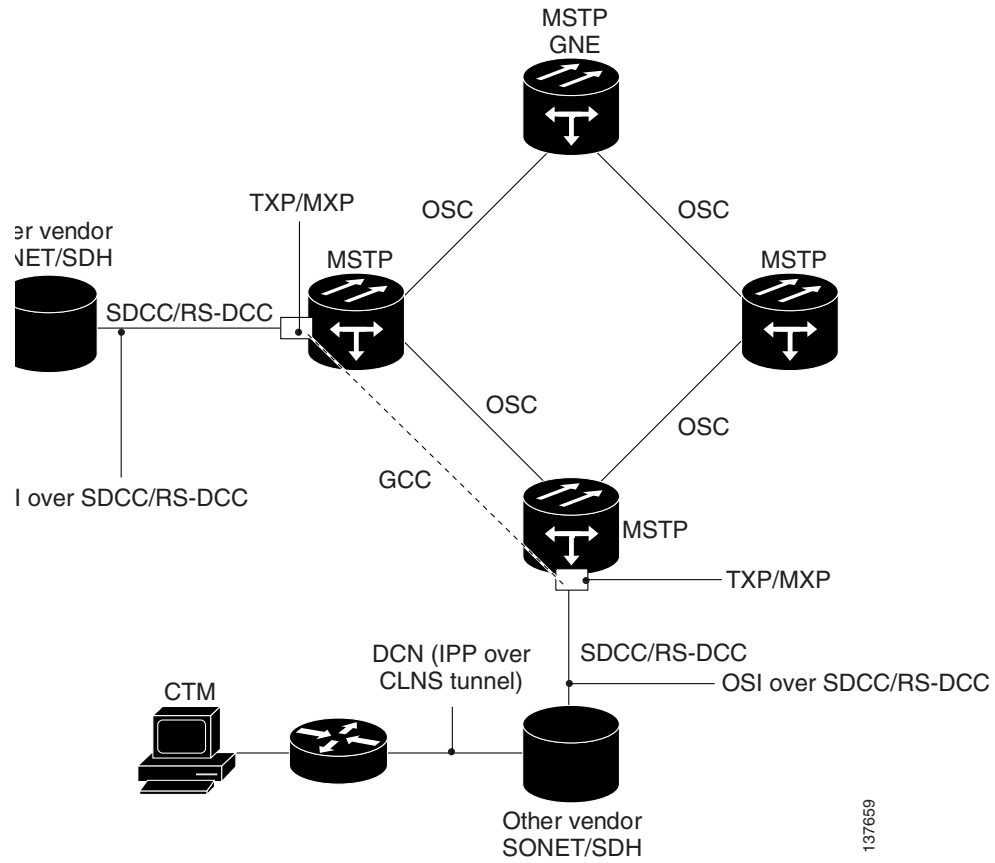 MSTP
GNE
OSC
OSC
TXP/MXP
er vendor
NET/SDH
MSTP
MSTP
SDCC/RS-DCC
OSC
OSC
GCC
I over SDCC/RS-DCC
MSTP
TXP/MXP
SDCC/RS-DCC
DCN (IPP over
CLNS tunnel)
OSI over SDCC/RS-DCC
CTM
Other vendor
SONET/SDH
137659